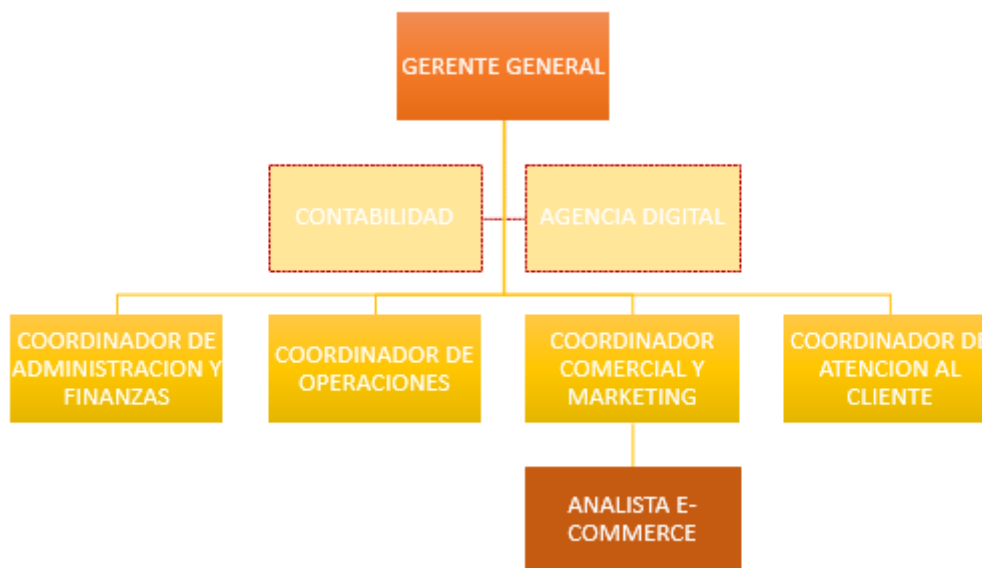 GERENTE GENERAL
CONTABILIDAD
AGENCIA DIGITAL
COORDINADOR DE
ADMINISTRACION Y
FINANZAS
COORDINADOR DE
OPERACIONES
COORDINADOR
COMERCIAL Y
MARKETING
COORDINADOR DE
ATENCION AL
CLIENTE
ANALISTA E-
COMMERCE